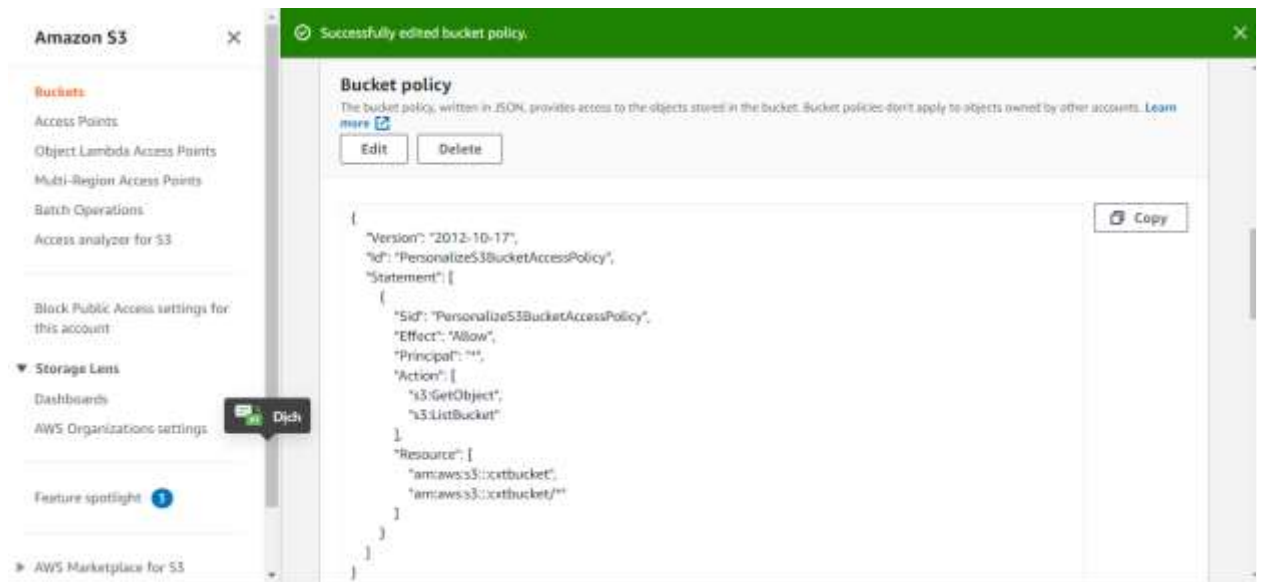 Amazon S3
Buckets
Access Points
Object Lambda Access Points
Multi-Region Access Points
Batch Operations
Access analyzer for S3
Block Public Access settings for
this account
Storage Lens
Dashboards
AWS Organizations settings
Dịch
Feature spotlight 3
AWS Marketplace for S3
Successfully edited bucket policy.
Bucket policy
The bucket policy, written in JSON, provides access to the objects stored in the bucket. Bucket policies don't apply to objects owned by other accounts. Learn
more
Edit
Delete
Copy
{
"Version": "2012-10-17",
"Id": "PersonalizeS3BucketAccessPolicy",
"Statement": [
{
"Sid": "PersonalizeS3BucketAccessPolicy",
"Effect": "Allow",
"Principal": "*",
"Action": [
"s3:GetObject",
"s3:ListBucket"
],
"Resource": [
"arn:aws:s3:::cxtbucket",
"arn:aws:s3:::cxtbucket/*"
]
}
]
}